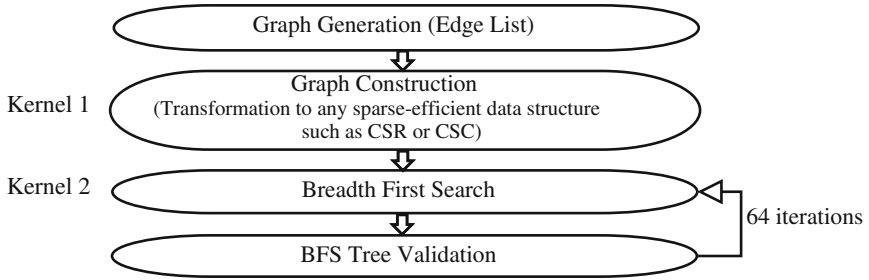 Graph Generation (Edge List)
Graph Construction
Kernel 1
(Transformation to any sparse-efficient data structure
such as CSR or CSC)
Kernel 2
Breadth First Search
64 iterations
BFS Tree Validation